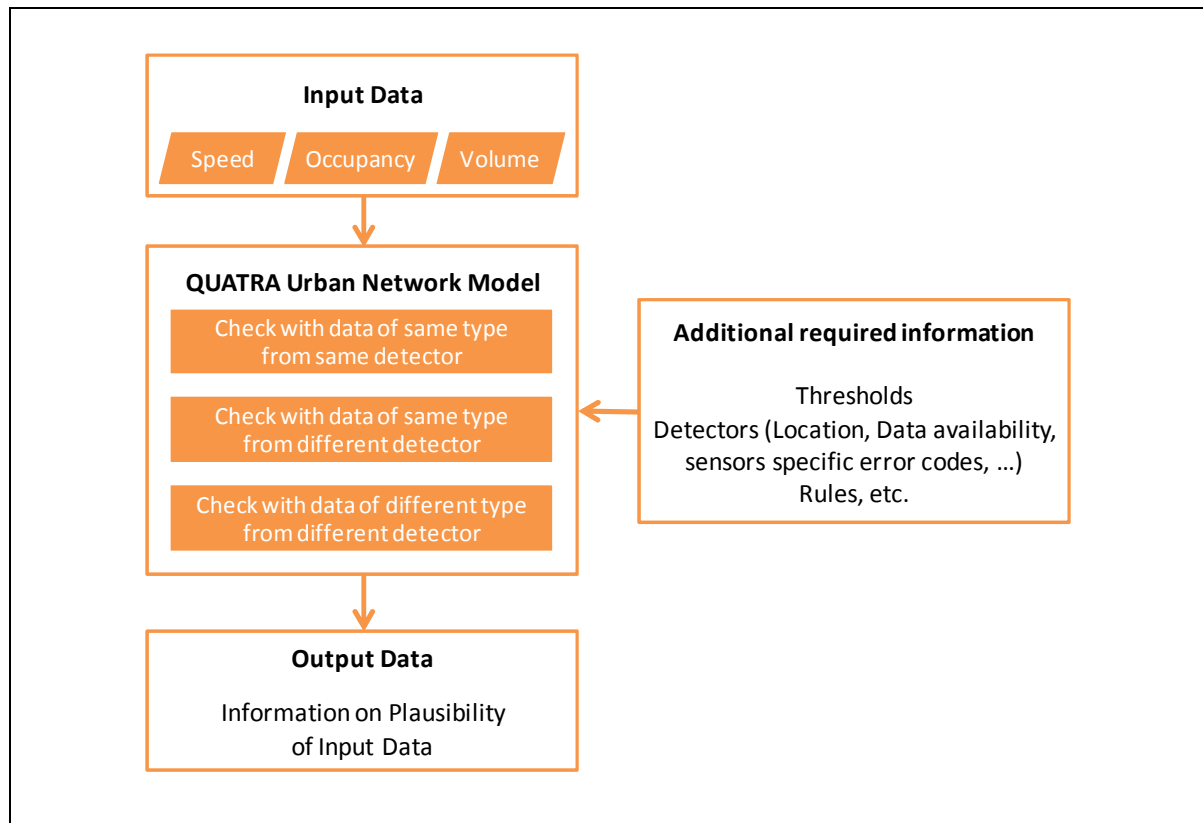 Input Data
Speed
Occupancy
Volume
QUATRA Urban Network Model
Check with data of same type
from same detector
Check with data of same type
from different detector
Check with data of different type
from different detector
Additional required information
Thresholds
Detectors (Location, Data availability,
sensors specific error codes, ...)
Rules, etc.
Output Data
Information on Plausibility
of Input Data